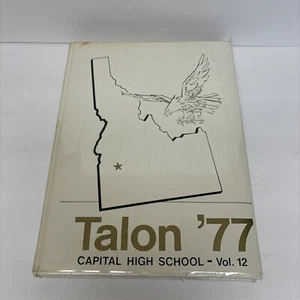 Talon '77
CAPITAL HIGH SCHOOL - Vol. 12